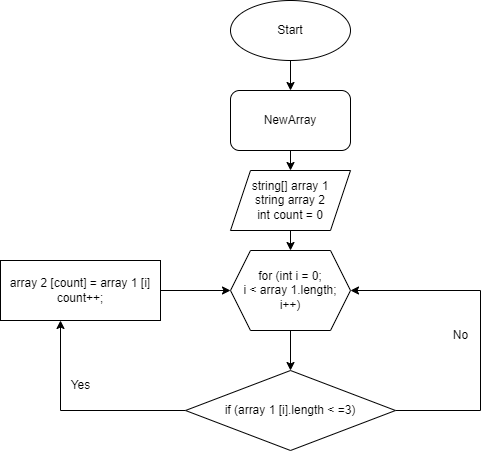 Start
NewArray
string[] array 1
string array 2
int count = 0
for (int i = 0;
i < array 1.length;
i++)
array 2 [count] = array 1 [i]
count++;
No
Yes
if (array 1 [i].length < =3)